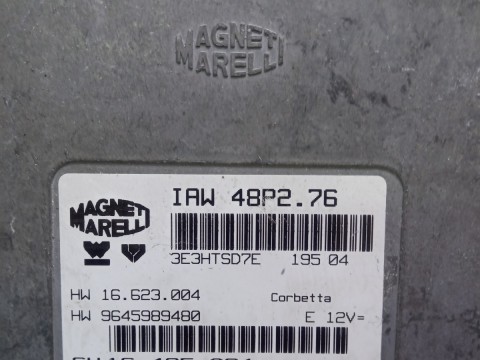 MAGNETI
MARELLI
IAW 48P2.76
MAGNETI
MARELLI
3E3HTSD7E 195 04
HW 16.623.004 Corbetta
HW 9645989480 E 12V=